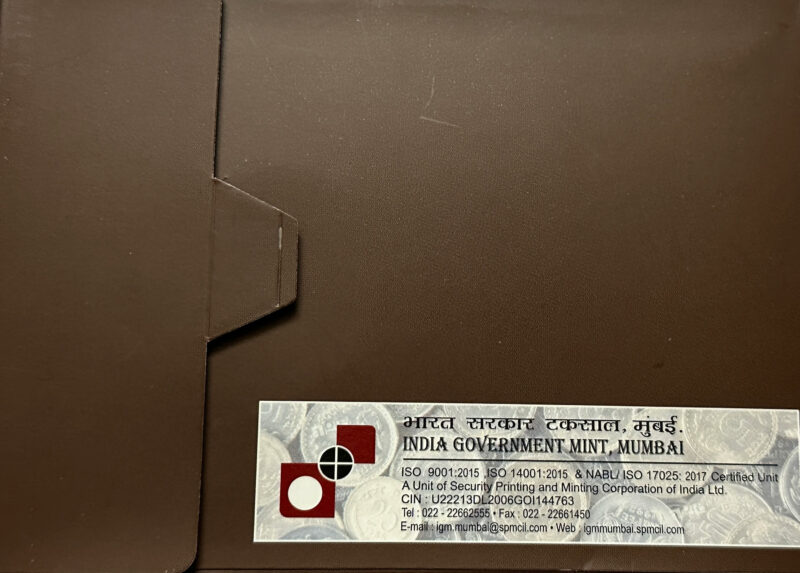 भारत सरकार टकसाल, मुंबई.
INDIA GOVERNMENT MINT, MUMBAI
ISO 9001:2015 ,ISO 14001:2015 & NABL/ ISO 17025: 2017 Certified Unit
A Unit of Security Printing and Minting Corporation of India Ltd.
CIN : U22213DL2006GOI144763
Tel : 022 - 22662555 • Fax : 022 - 22661450
E-mail : igm.mumbai@spmcil.com • Web : igmmumbai.spmcil.com